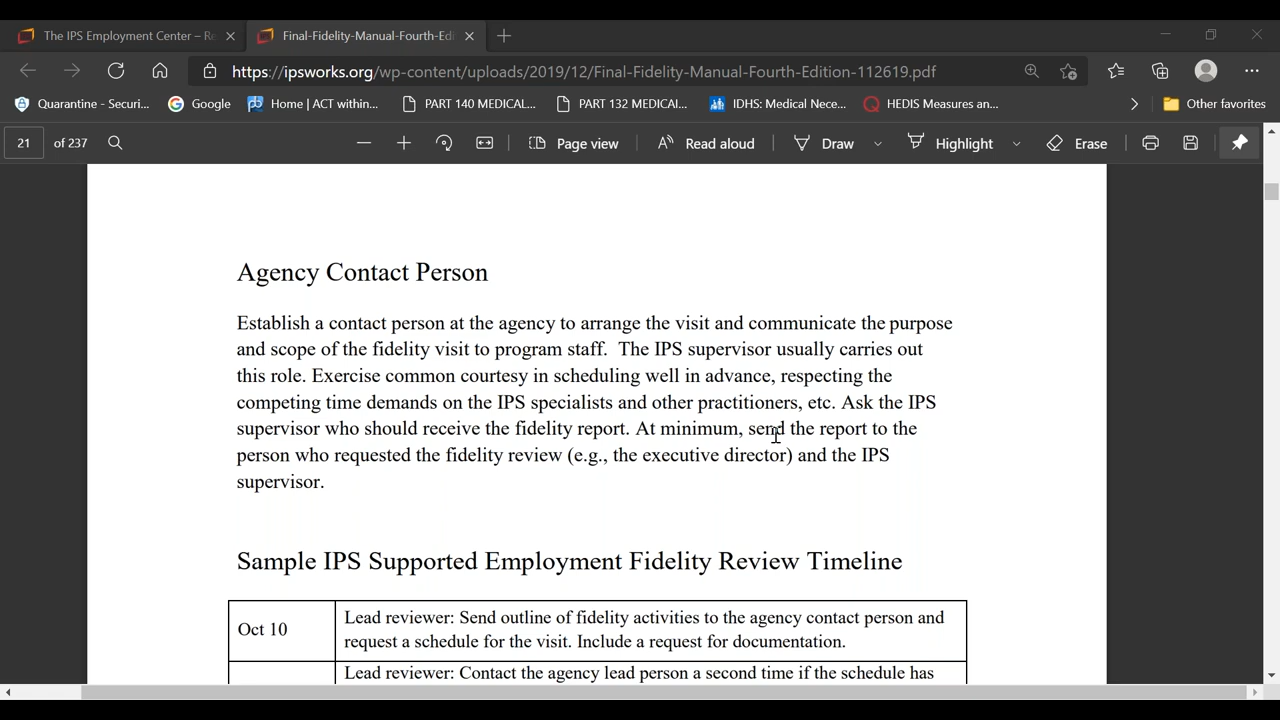 The IPS Employment Center – Re
Final-Fidelity-Manual-Fourth-Edi
https://ipsworks.org/wp-content/uploads/2019/12/Final-Fidelity-Manual-Fourth-Edition-112619.pdf
Quarantine - Securi... Google Home | ACT within... PART 140 MEDICAL... PART 132 MEDICAl... IDHS: Medical Nece... HEDIS Measures an... Other favorites
21 of 237 Page view Read aloud Draw Highlight Erase
Agency Contact Person
Establish a contact person at the agency to arrange the visit and communicate the purpose
and scope of the fidelity visit to program staff. The IPS supervisor usually carries out
this role. Exercise common courtesy in scheduling well in advance, respecting the
competing time demands on the IPS specialists and other practitioners, etc. Ask the IPS
supervisor who should receive the fidelity report. At minimum, send the report to the
person who requested the fidelity review (e.g., the executive director) and the IPS
supervisor.
Sample IPS Supported Employment Fidelity Review Timeline
Oct 10
Lead reviewer: Send outline of fidelity activities to the agency contact person and
request a schedule for the visit. Include a request for documentation.
Lead reviewer: Contact the agency lead person a second time if the schedule has